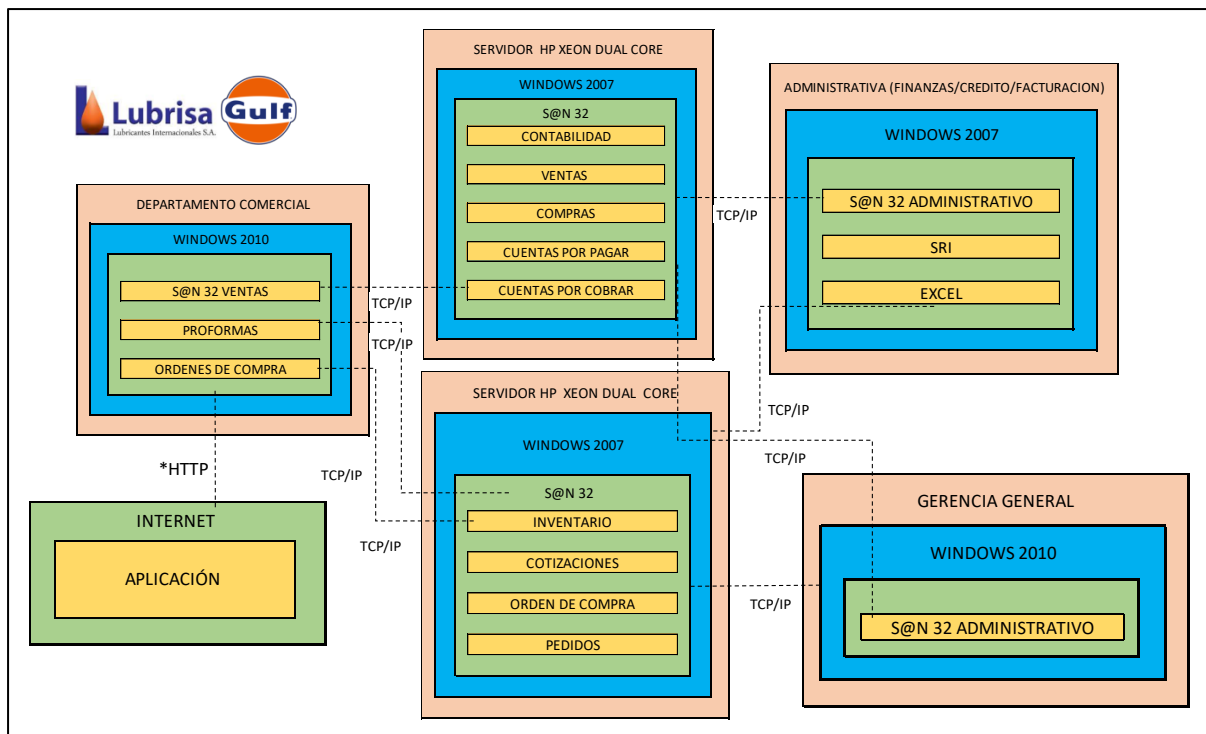 Lubrisa
Lubricantes Internacionales S.A.
Gulf
SERVIDOR HP XEON DUAL CORE
WINDOWS 2007
S@N 32
CONTABILIDAD
VENTAS
COMPRAS
CUENTAS POR PAGAR
CUENTAS POR COBRAR
ADMINISTRATIVA (FINANZAS/CREDITO/FACTURACION)
WINDOWS 2007
S@N 32 ADMINISTRATIVO
SRI
EXCEL
TCP/IP
DEPARTAMENTO COMERCIAL
WINDOWS 2010
S@N 32 VENTAS
PROFORMAS
ORDENES DE COMPRA
TCP/IP
TCP/IP
*HTTP
TCP/IP
TCP/IP
INTERNET
APLICACIÓN
SERVIDOR HP XEON DUAL CORE
WINDOWS 2007
S@N 32
INVENTARIO
COTIZACIONES
ORDEN DE COMPRA
PEDIDOS
TCP/IP
TCP/IP
TCP/IP
GERENCIA GENERAL
WINDOWS 2010
S@N 32 ADMINISTRATIVO